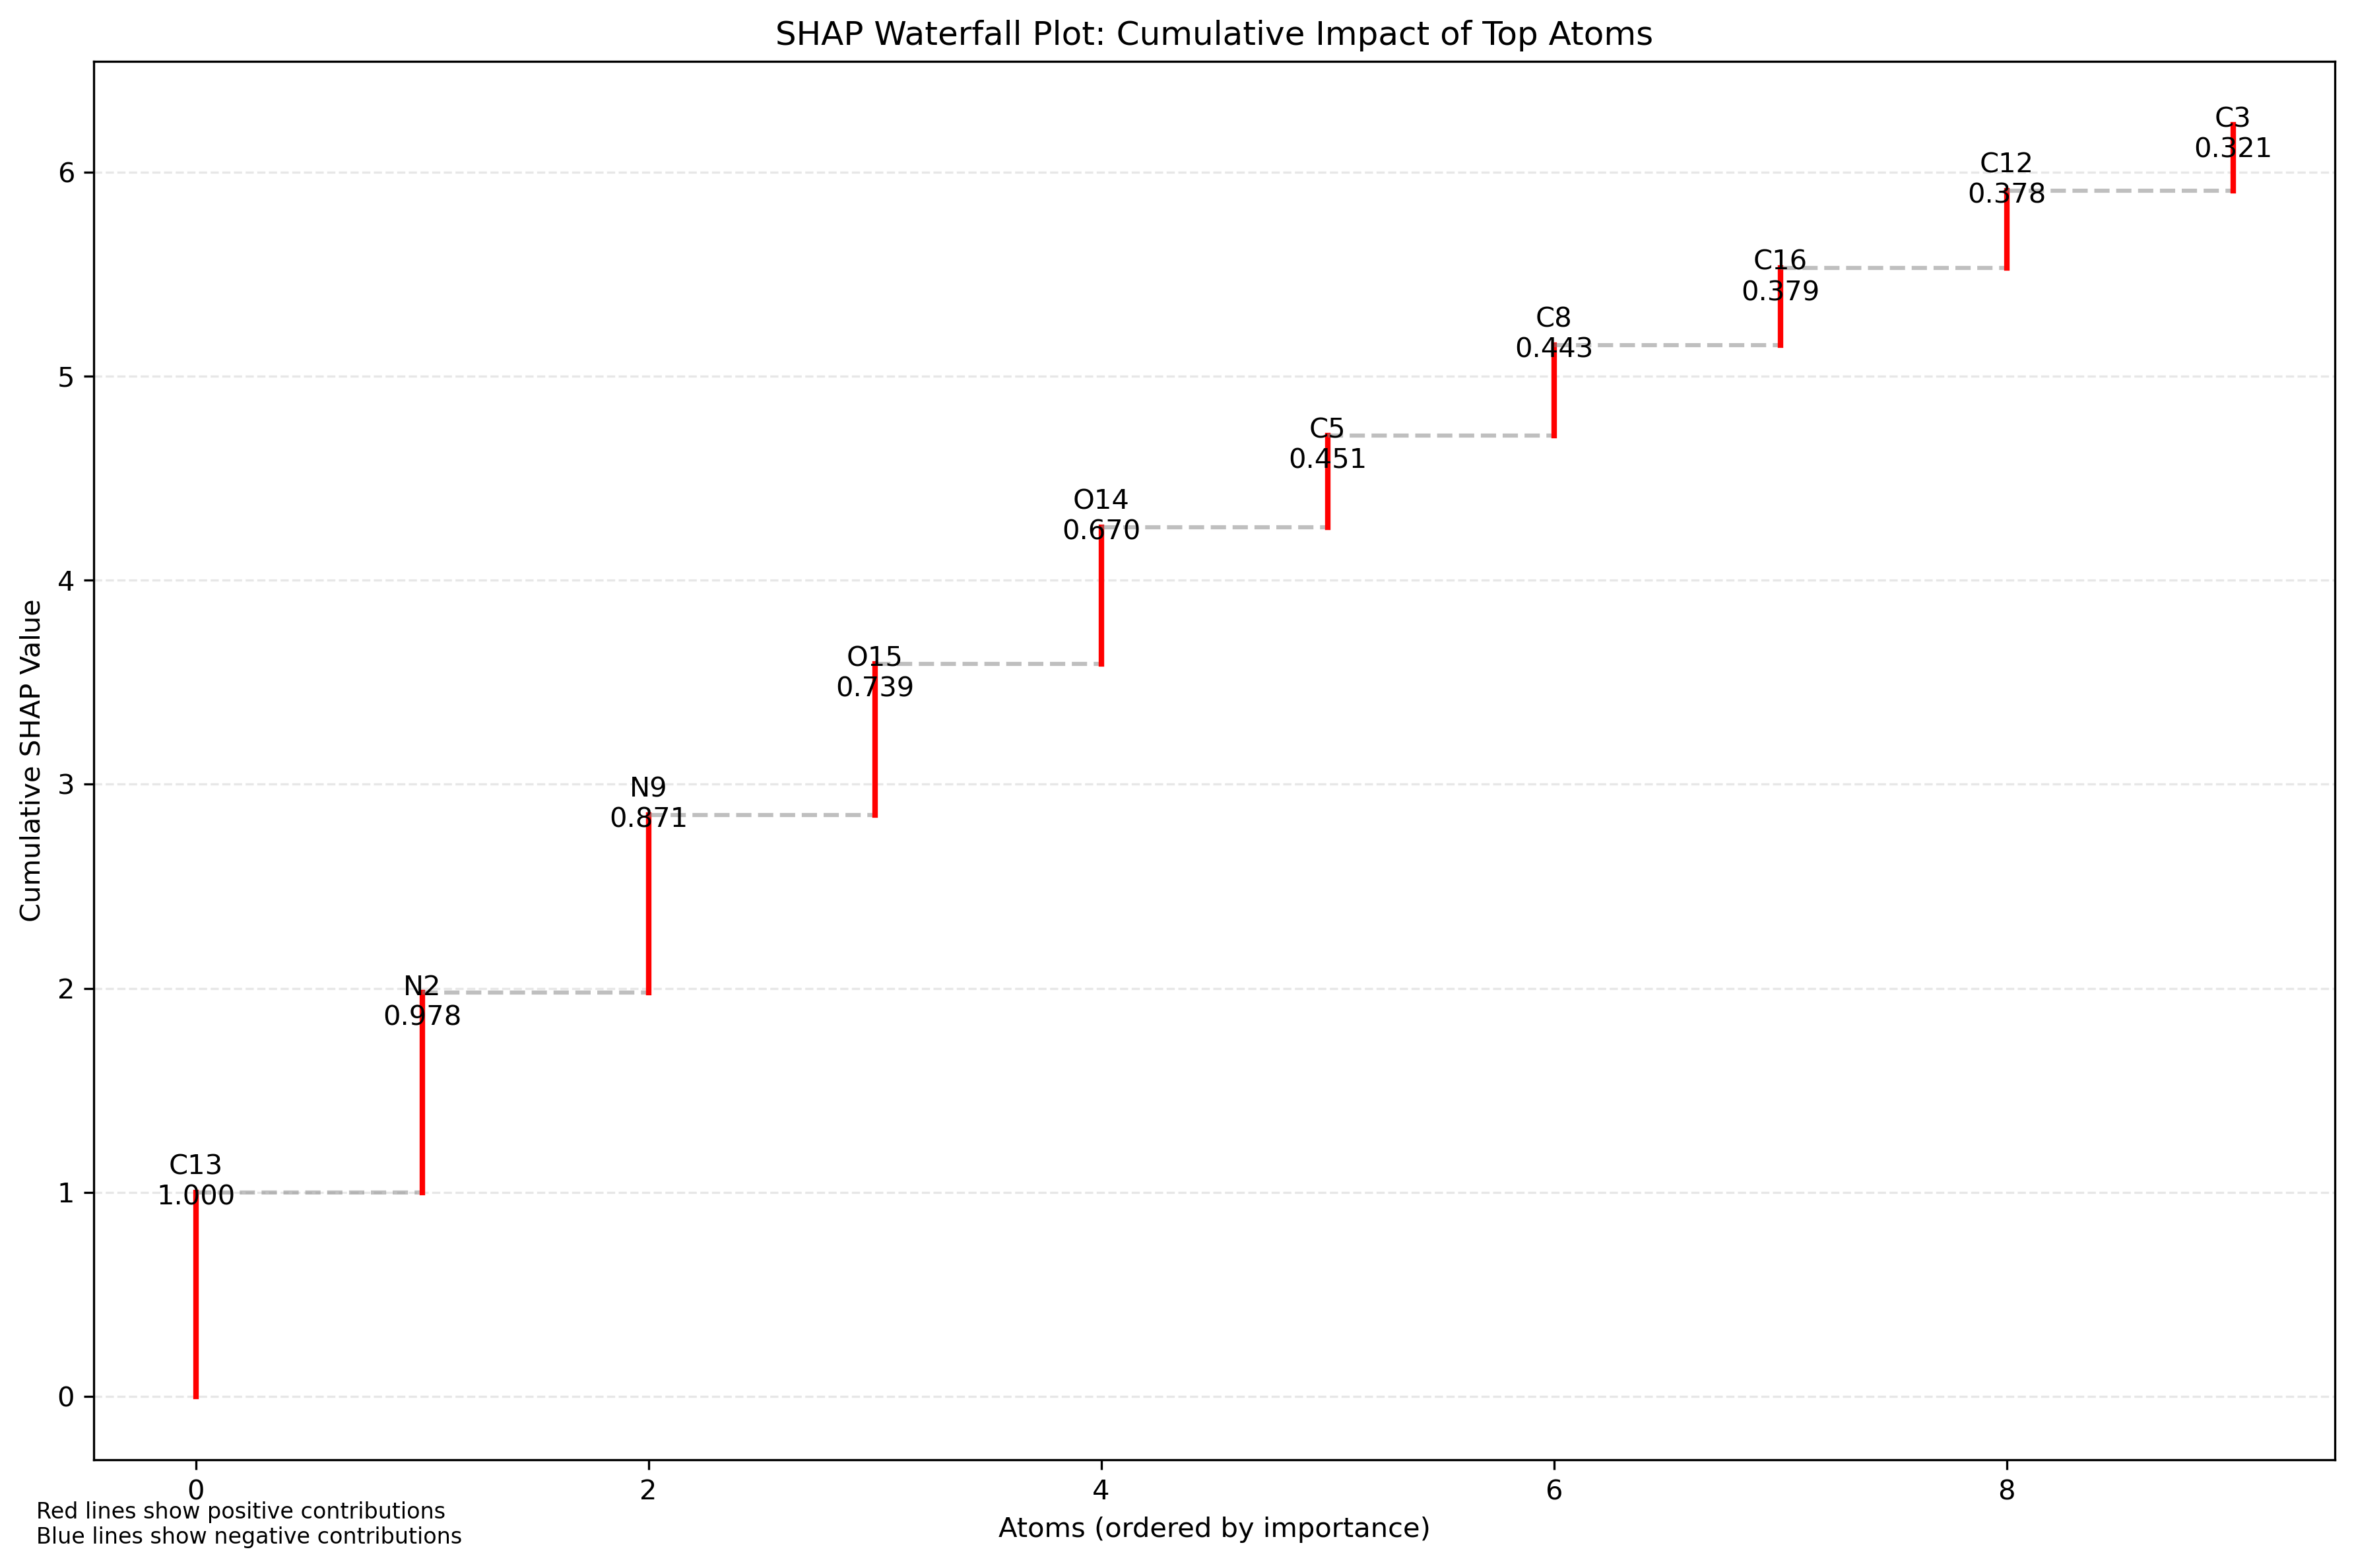 SHAP Waterfall Plot: Cumulative Impact of Top Atoms
Cumulative SHAP Value
6
5
4
3
2
1
0
C13
1.000
N2
0.978
N9
0.871
O15
0.739
O14
0.670
C5
0.451
C8
0.443
C16
0.379
C12
0.378
C3
0.321
0
2
4
6
8
Atoms (ordered by importance)
Red lines show positive contributions
Blue lines show negative contributions